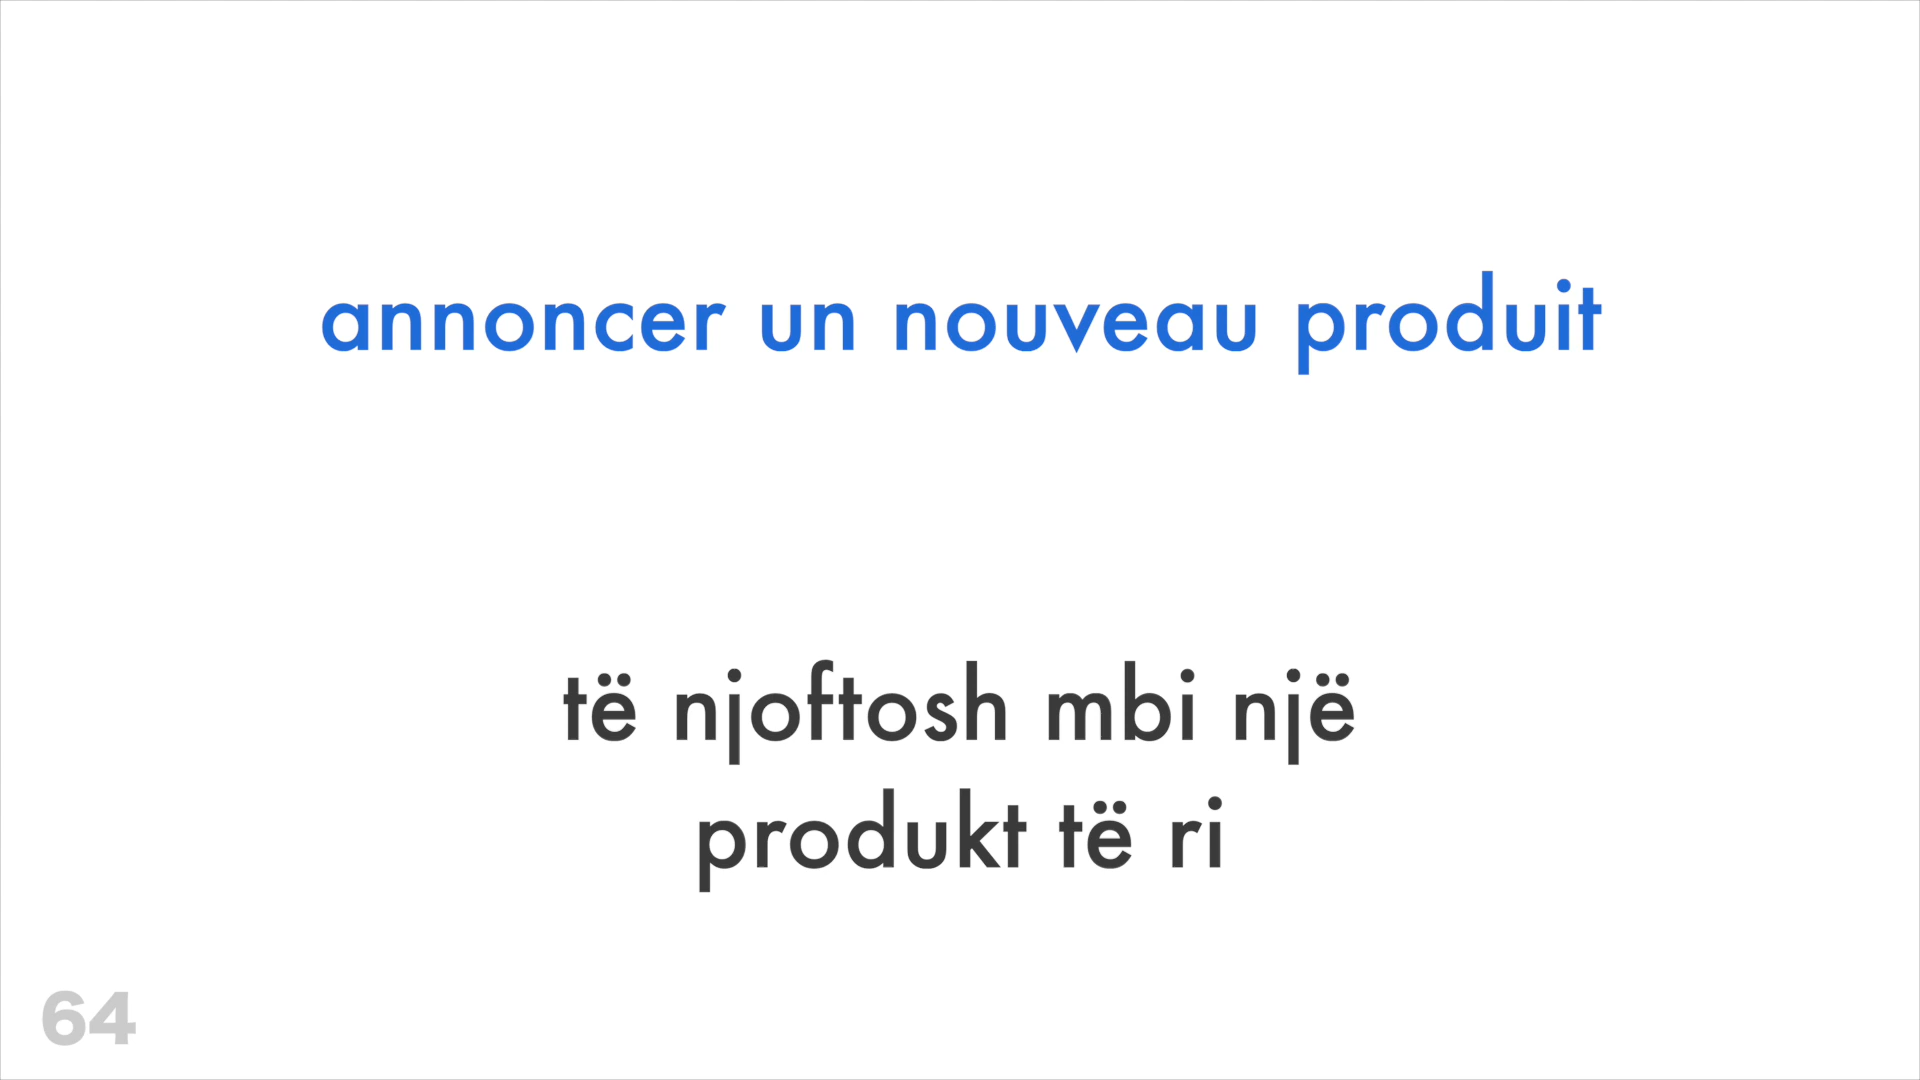 annoncer un nouveau produit
të njoftosh mbi një
produkt të ri
64